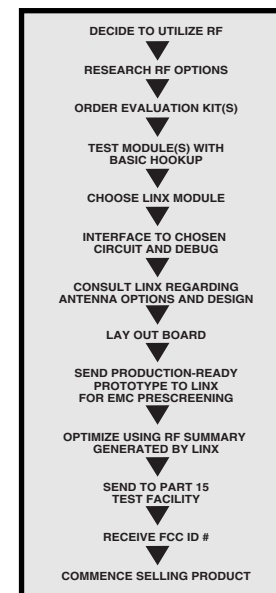 DECIDE TO UTILIZE RF
RESEARCH RF OPTIONS
ORDER EVALUATION KIT(S)
TEST MODULE(S) WITH
BASIC HOOKUP
CHOOSE LINX MODULE
INTERFACE TO CHOSEN
CIRCUIT AND DEBUG
CONSULT LINX REGARDING
ANTENNA OPTIONS AND DESIGN
LAY OUT BOARD
SEND PRODUCTION-READY
PROTOTYPE TO LINX
FOR EMC PRESCREENING
OPTIMIZE USING RF SUMMARY
GENERATED BY LINX
SEND TO PART 15
TEST FACILITY
RECEIVE FCC ID #
COMMENCE SELLING PRODUCT